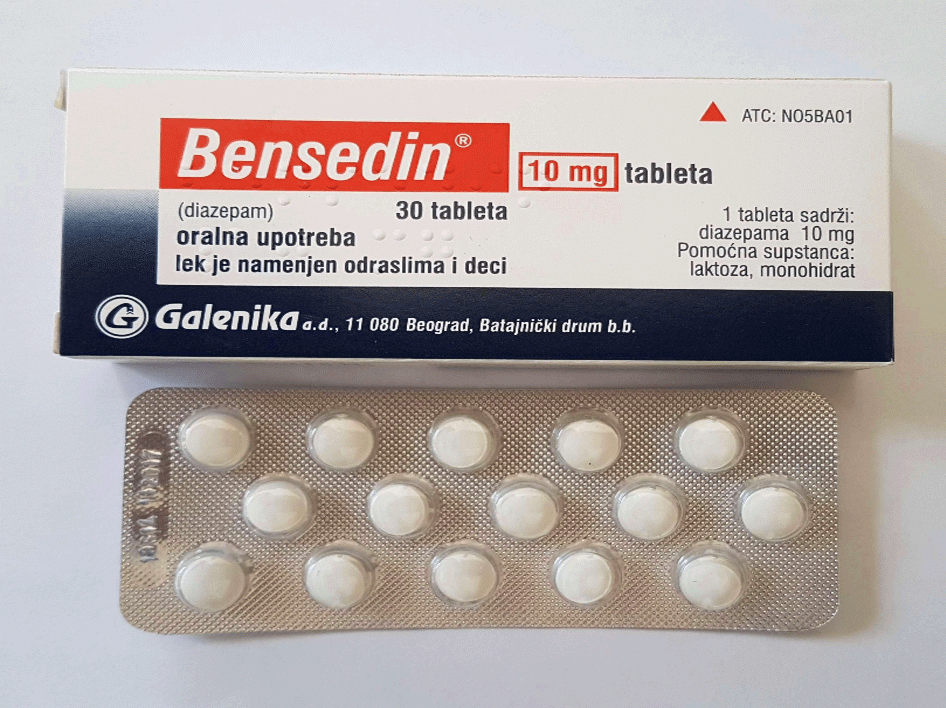 ATC: NO5BA01
Bensedin®
10 mg tableta
(diazepam) 30 tableta
oralna upotreba
lek je namenjen odraslima i deci
1 tableta sadrži:
diazepama 10 mg
Pomoćna supstanca:
laktoza, monohidrat
G Galenika a.d., 11 080 Beograd, Batajnički drum b.b.